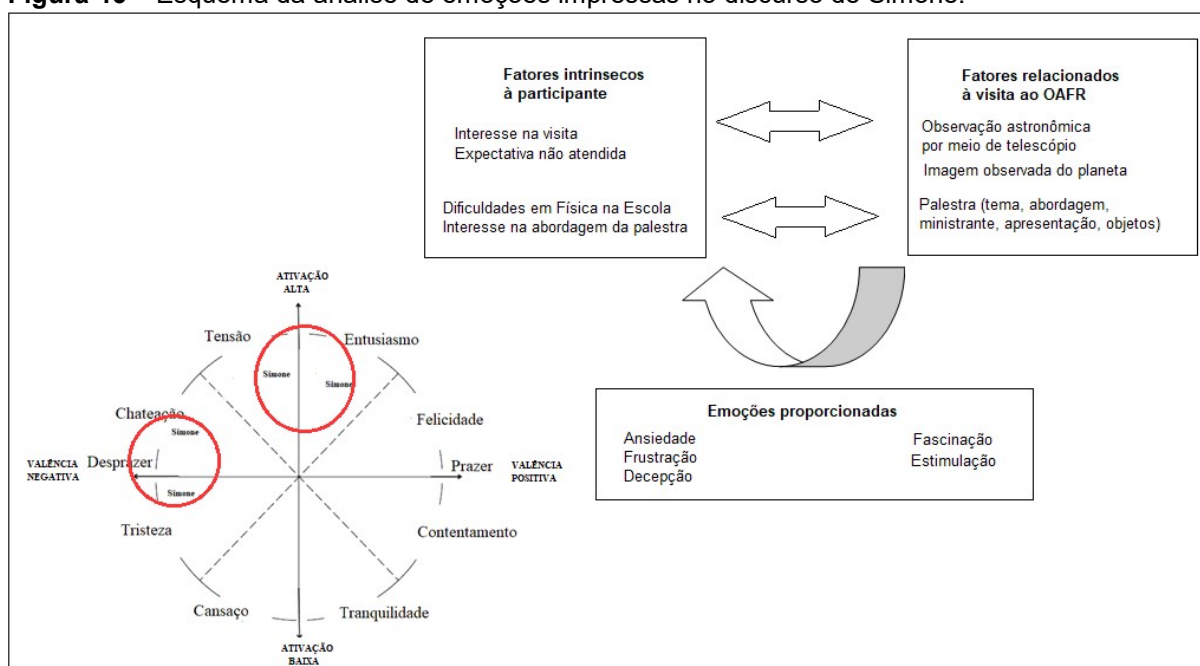 Figura 10 – Esquema da análise de emoções impressas no discurso de Simone.
Fatores intrinsecos
à participante
Interesse na visita
Expectativa não atendida
Dificuldades em Física na Escola
Interesse na abordagem da palestra
Fatores relacionados
à visita ao OAFR
Observação astronômica
por meio de telescópio
Imagem observada do planeta
Palestra (tema, abordagem,
ministrante, apresentação, objetos)
ATIVAÇÃO
ALTA
Tensão
Entusiasmo
Simone
Simone
Chateação
Felicidade
Simone
VALÊNCIA
NEGATIVA
Desprazer
Prazer
VALÊNCIA
POSITIVA
Simone
Tristeza
Contentamento
Cansaço
Tranquilidade
ATIVAÇÃO
BAIXA
Emoções proporcionadas
Ansiedade
Frustração
Decepção
Fascinação
Estimulação